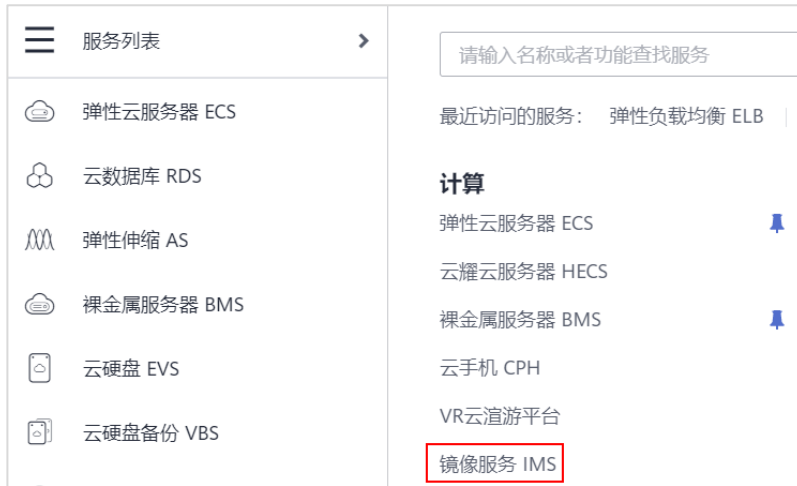 服务列表
弹性云服务器 ECS
云数据库 RDS
弹性伸缩 AS
裸金属服务器 BMS
云硬盘 EVS
云硬盘备份 VBS
请输入名称或者功能查找服务
最近访问的服务： 弹性负载均衡 ELB
计算
弹性云服务器 ECS
云耀云服务器 HECS
裸金属服务器 BMS
云手机 CPH
VR云渲游平台
镜像服务 IMS